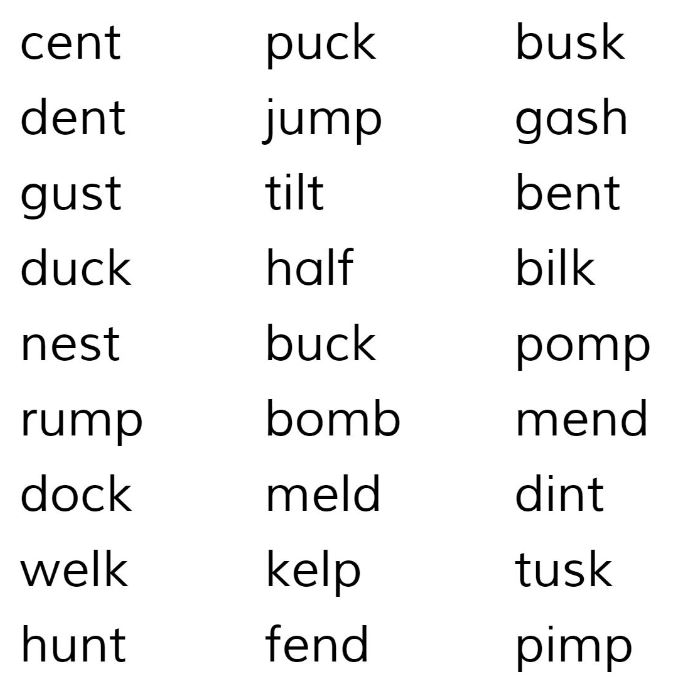 cent puck busk
dent jump gash
gust tilt bent
duck half bilk
nest buck pomp
rump bomb mend
dock meld dint
welk kelp tusk
hunt fend pimp